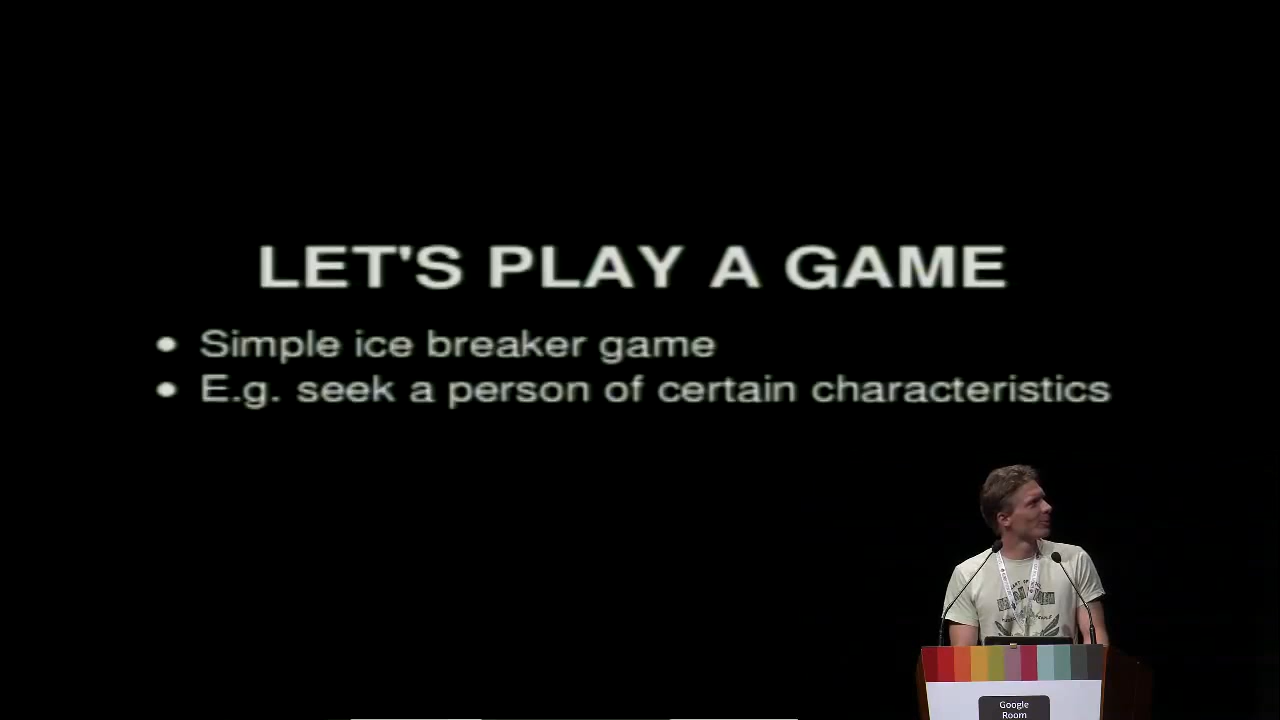 LET'S PLAY A GAME
• Simple ice breaker game
• E.g. seek a person of certain characteristics
Google
Room